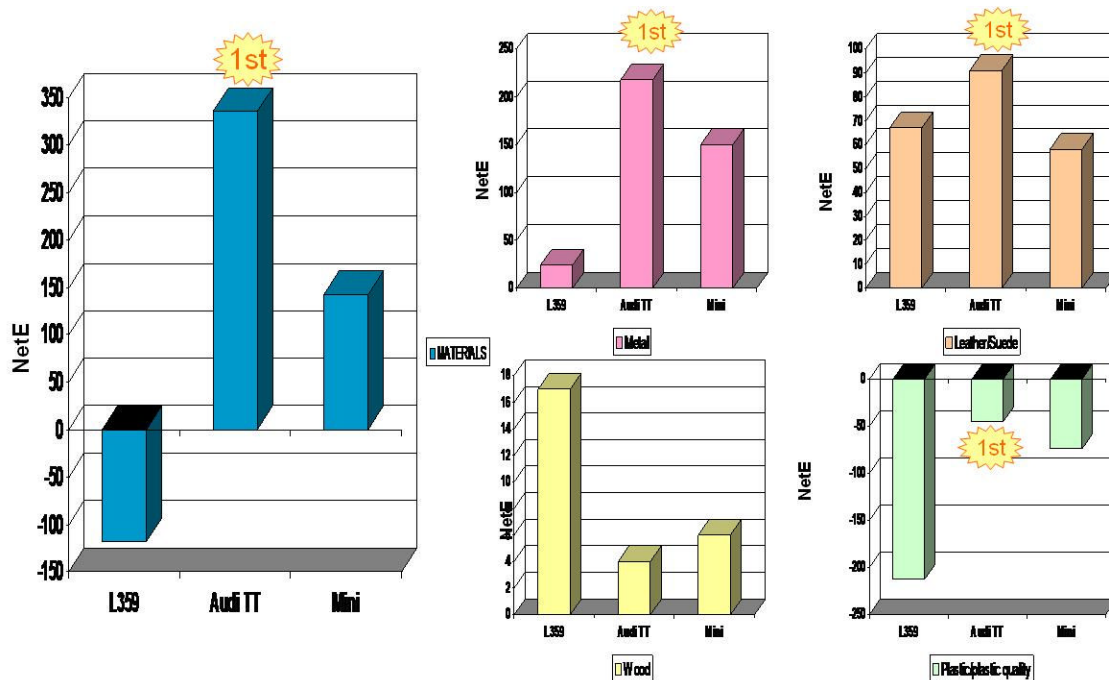 1st
350
300
250
200
150
100
50
0
-50
-100
-150
NetE
L359 Audi TT Mini
MATERIALS
1st
250
200
150
100
50
0
NetE
L359 Audi TT Mini
Metal
1st
100
90
80
70
60
50
40
30
20
10
0
NetE
L359 Audi TT Mini
Leather/Suede
18
16
14
12
10
8
6
4
2
0
NetE
L359 Audi TT Mini
Wood
0
-50
-100
-150
-200
-250
NetE
1st
L359 Audi TT Mini
Plastic/plastic quality